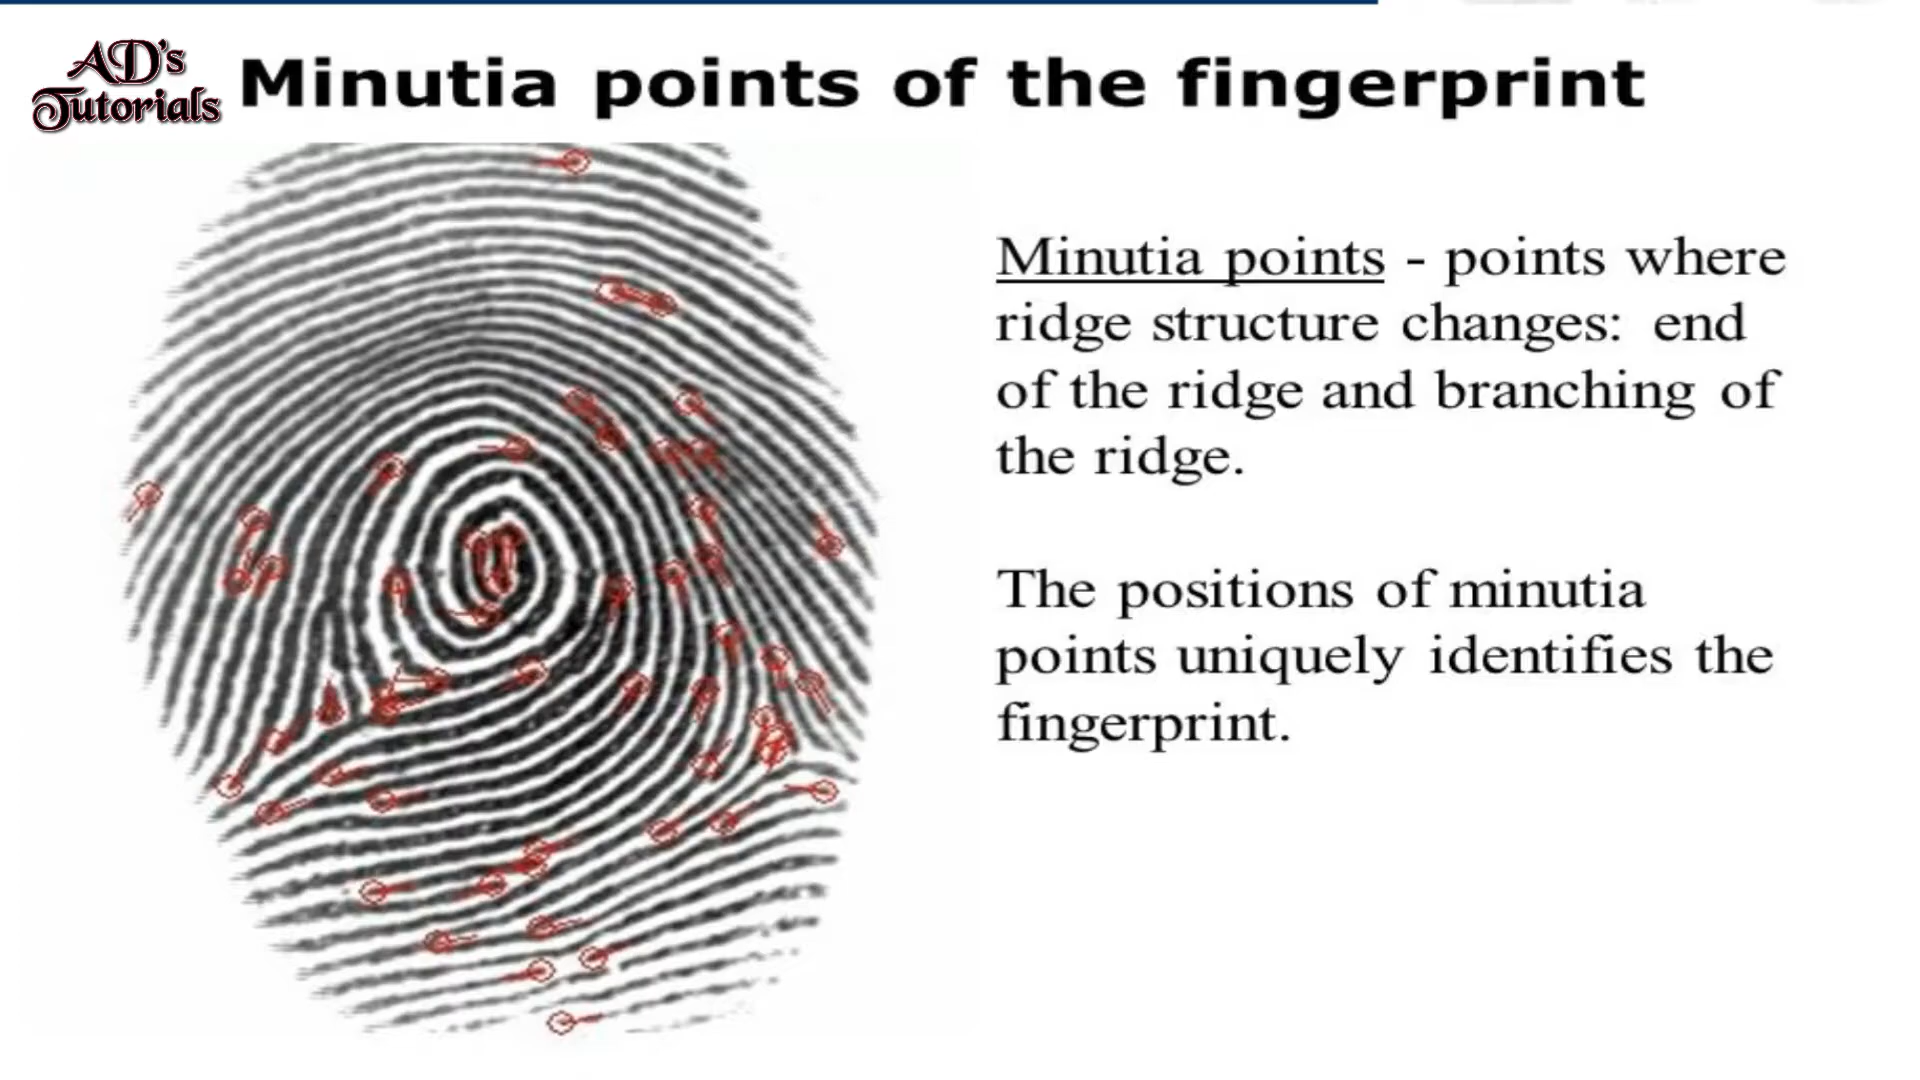 AD's
Tutorials
Minutia points of the fingerprint
Minutia points - points where
ridge structure changes: end
of the ridge and branching of
the ridge.
The positions of minutia
points uniquely identifies the
fingerprint.